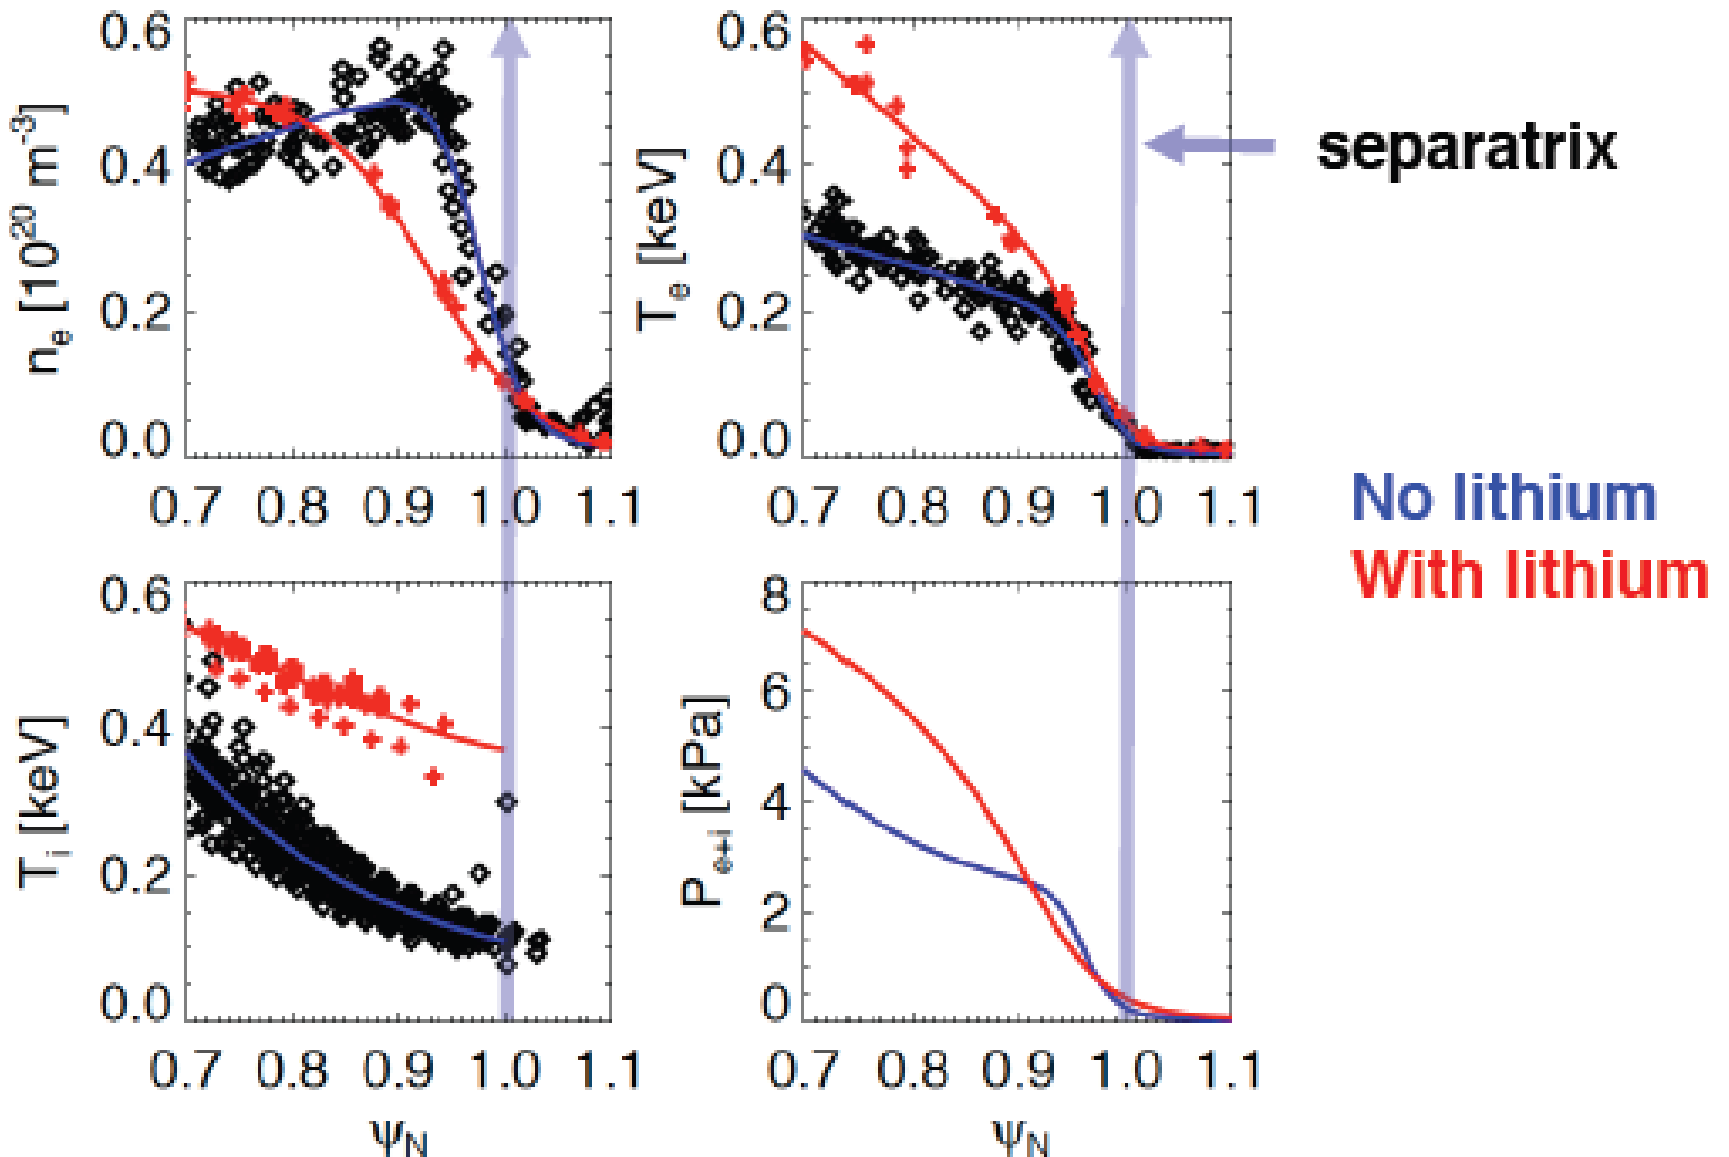 0.6
0.4
0.2
0.0
nₑ [10²⁰ m⁻³]
0.7 0.8 0.9 1.0 1.1
0.6
0.4
0.2
0.0
Tₑ [keV]
0.7 0.8 0.9 1.0 1.1
separatrix
No lithium
With lithium
0.6
0.4
0.2
0.0
Tᵢ [keV]
0.7 0.8 0.9 1.0 1.1
ψ_N
8
6
4
2
0
Pₑ₊ᵢ [kPa]
0.7 0.8 0.9 1.0 1.1
ψ_N